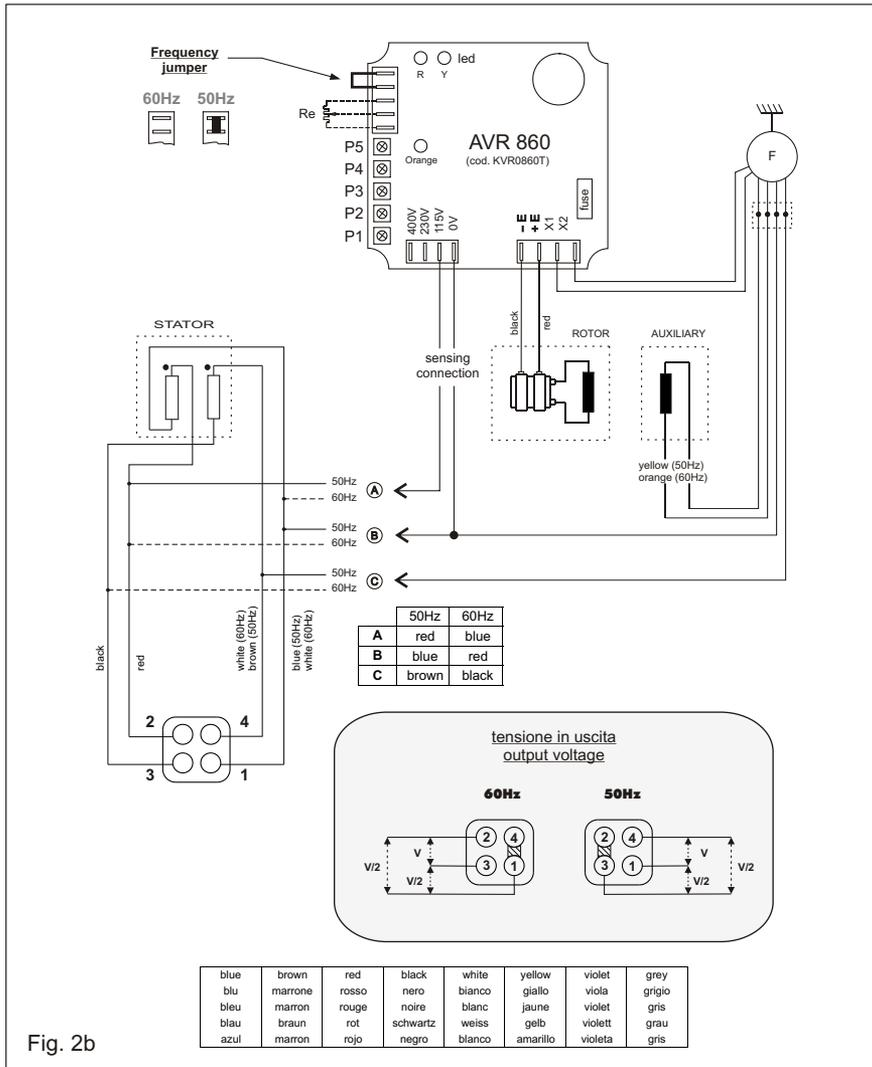 Frequency
jumper
60Hz 50Hz
Re
led
R Y
Orange
AVR 860
(cod. KVR0860T)
P5
P4
P3
P2
P1
400V
230V
115V
0V
fuse
– E
+ E
X1
X2
F
STATOR
sensing
connection
black
red
ROTOR
AUXILIARY
yellow (50Hz)
orange (60Hz)
50Hz
60Hz
A
50Hz
60Hz
B
50Hz
60Hz
C
black
red
white (60Hz)
brown (50Hz)
blue (50Hz)
white (60Hz)
50Hz 60Hz
A red blue
B blue red
C brown black
2 4
3 1
tensione in uscita
output voltage
60Hz 50Hz
V/2 V V/2 2 4 3 1
2 4 3 1 V V/2 V/2
blue brown red black white yellow violet grey
blu marrone rosso nero bianco giallo viola grigio
bleu marron rouge noire blanc jaune violet gris
blau braun rot schwartz weiss gelb violett grau
azul marron rojo negro blanco amarillo violeta gris
Fig. 2b